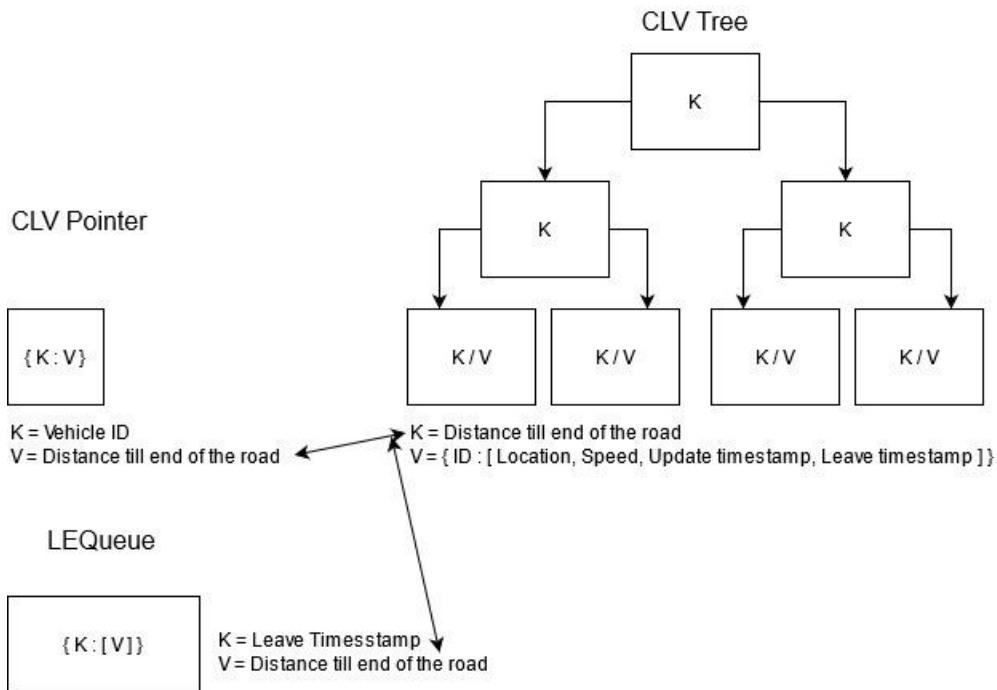 CLV Tree
K
K
K
CLV Pointer
{ K : V }
K / V
K / V
K / V
K / V
K = Vehicle ID
V = Distance till end of the road
K = Distance till end of the road
V = { ID : [ Location, Speed, Update timestamp, Leave timestamp ] }
LEQueue
{ K : [ V ] }
K = Leave Timesstamp
V = Distance till end of the road